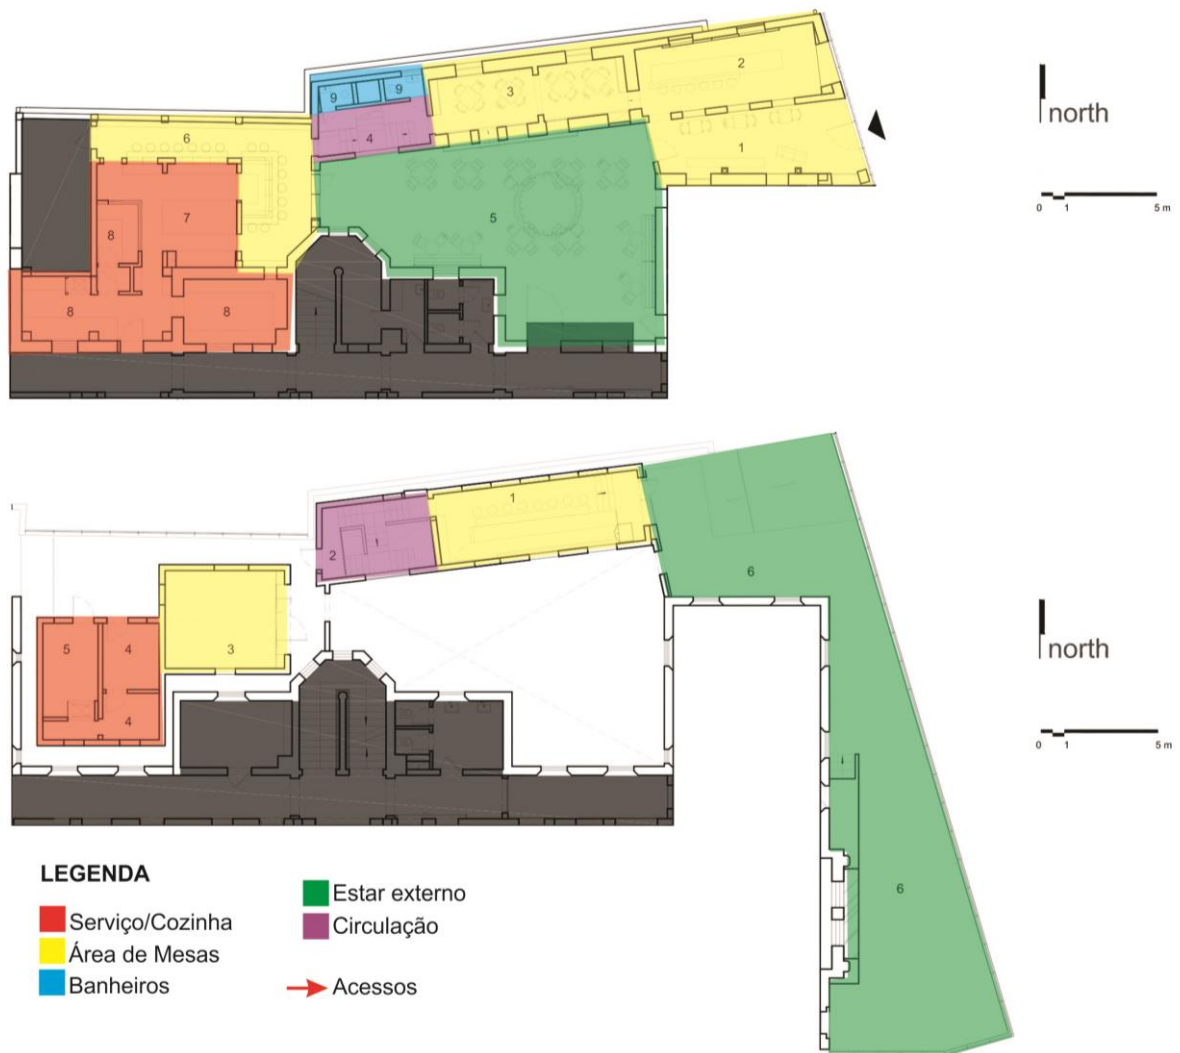 2
9
9
3
north
4
6
1
0 1 5 m
5
7
8
8
8
1
2
6
north
5
4
3
4
0 1 5 m
LEGENDA
Serviço/Cozinha
Área de Mesas
Banheiros
Estar externo
Circulação
Acessos
6